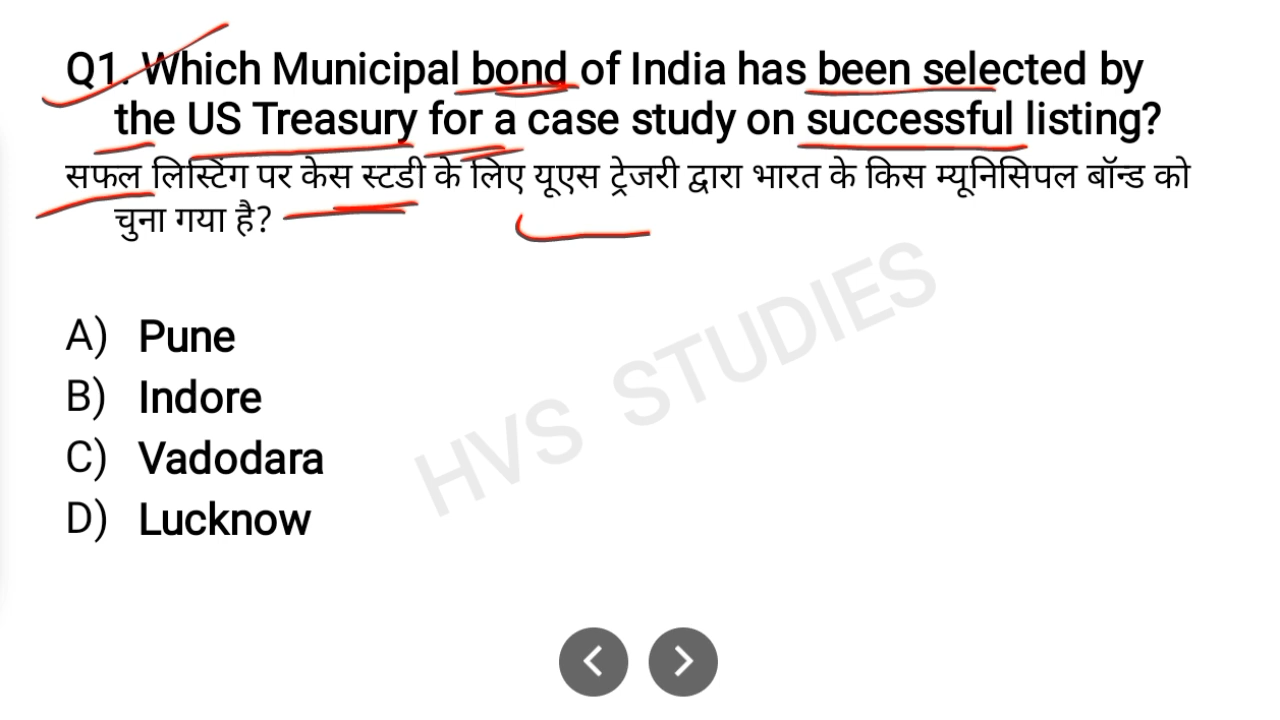 Q1. Which Municipal bond of India has been selected by
the US Treasury for a case study on successful listing?
सफल लिस्टिंग पर केस स्टडी के लिए यूएस ट्रेजरी द्वारा भारत के किस म्यूनिसिपल बॉन्ड को
चुना गया है?
A) Pune
B) Indore
C) Vadodara
D) Lucknow
HVS STUDIES